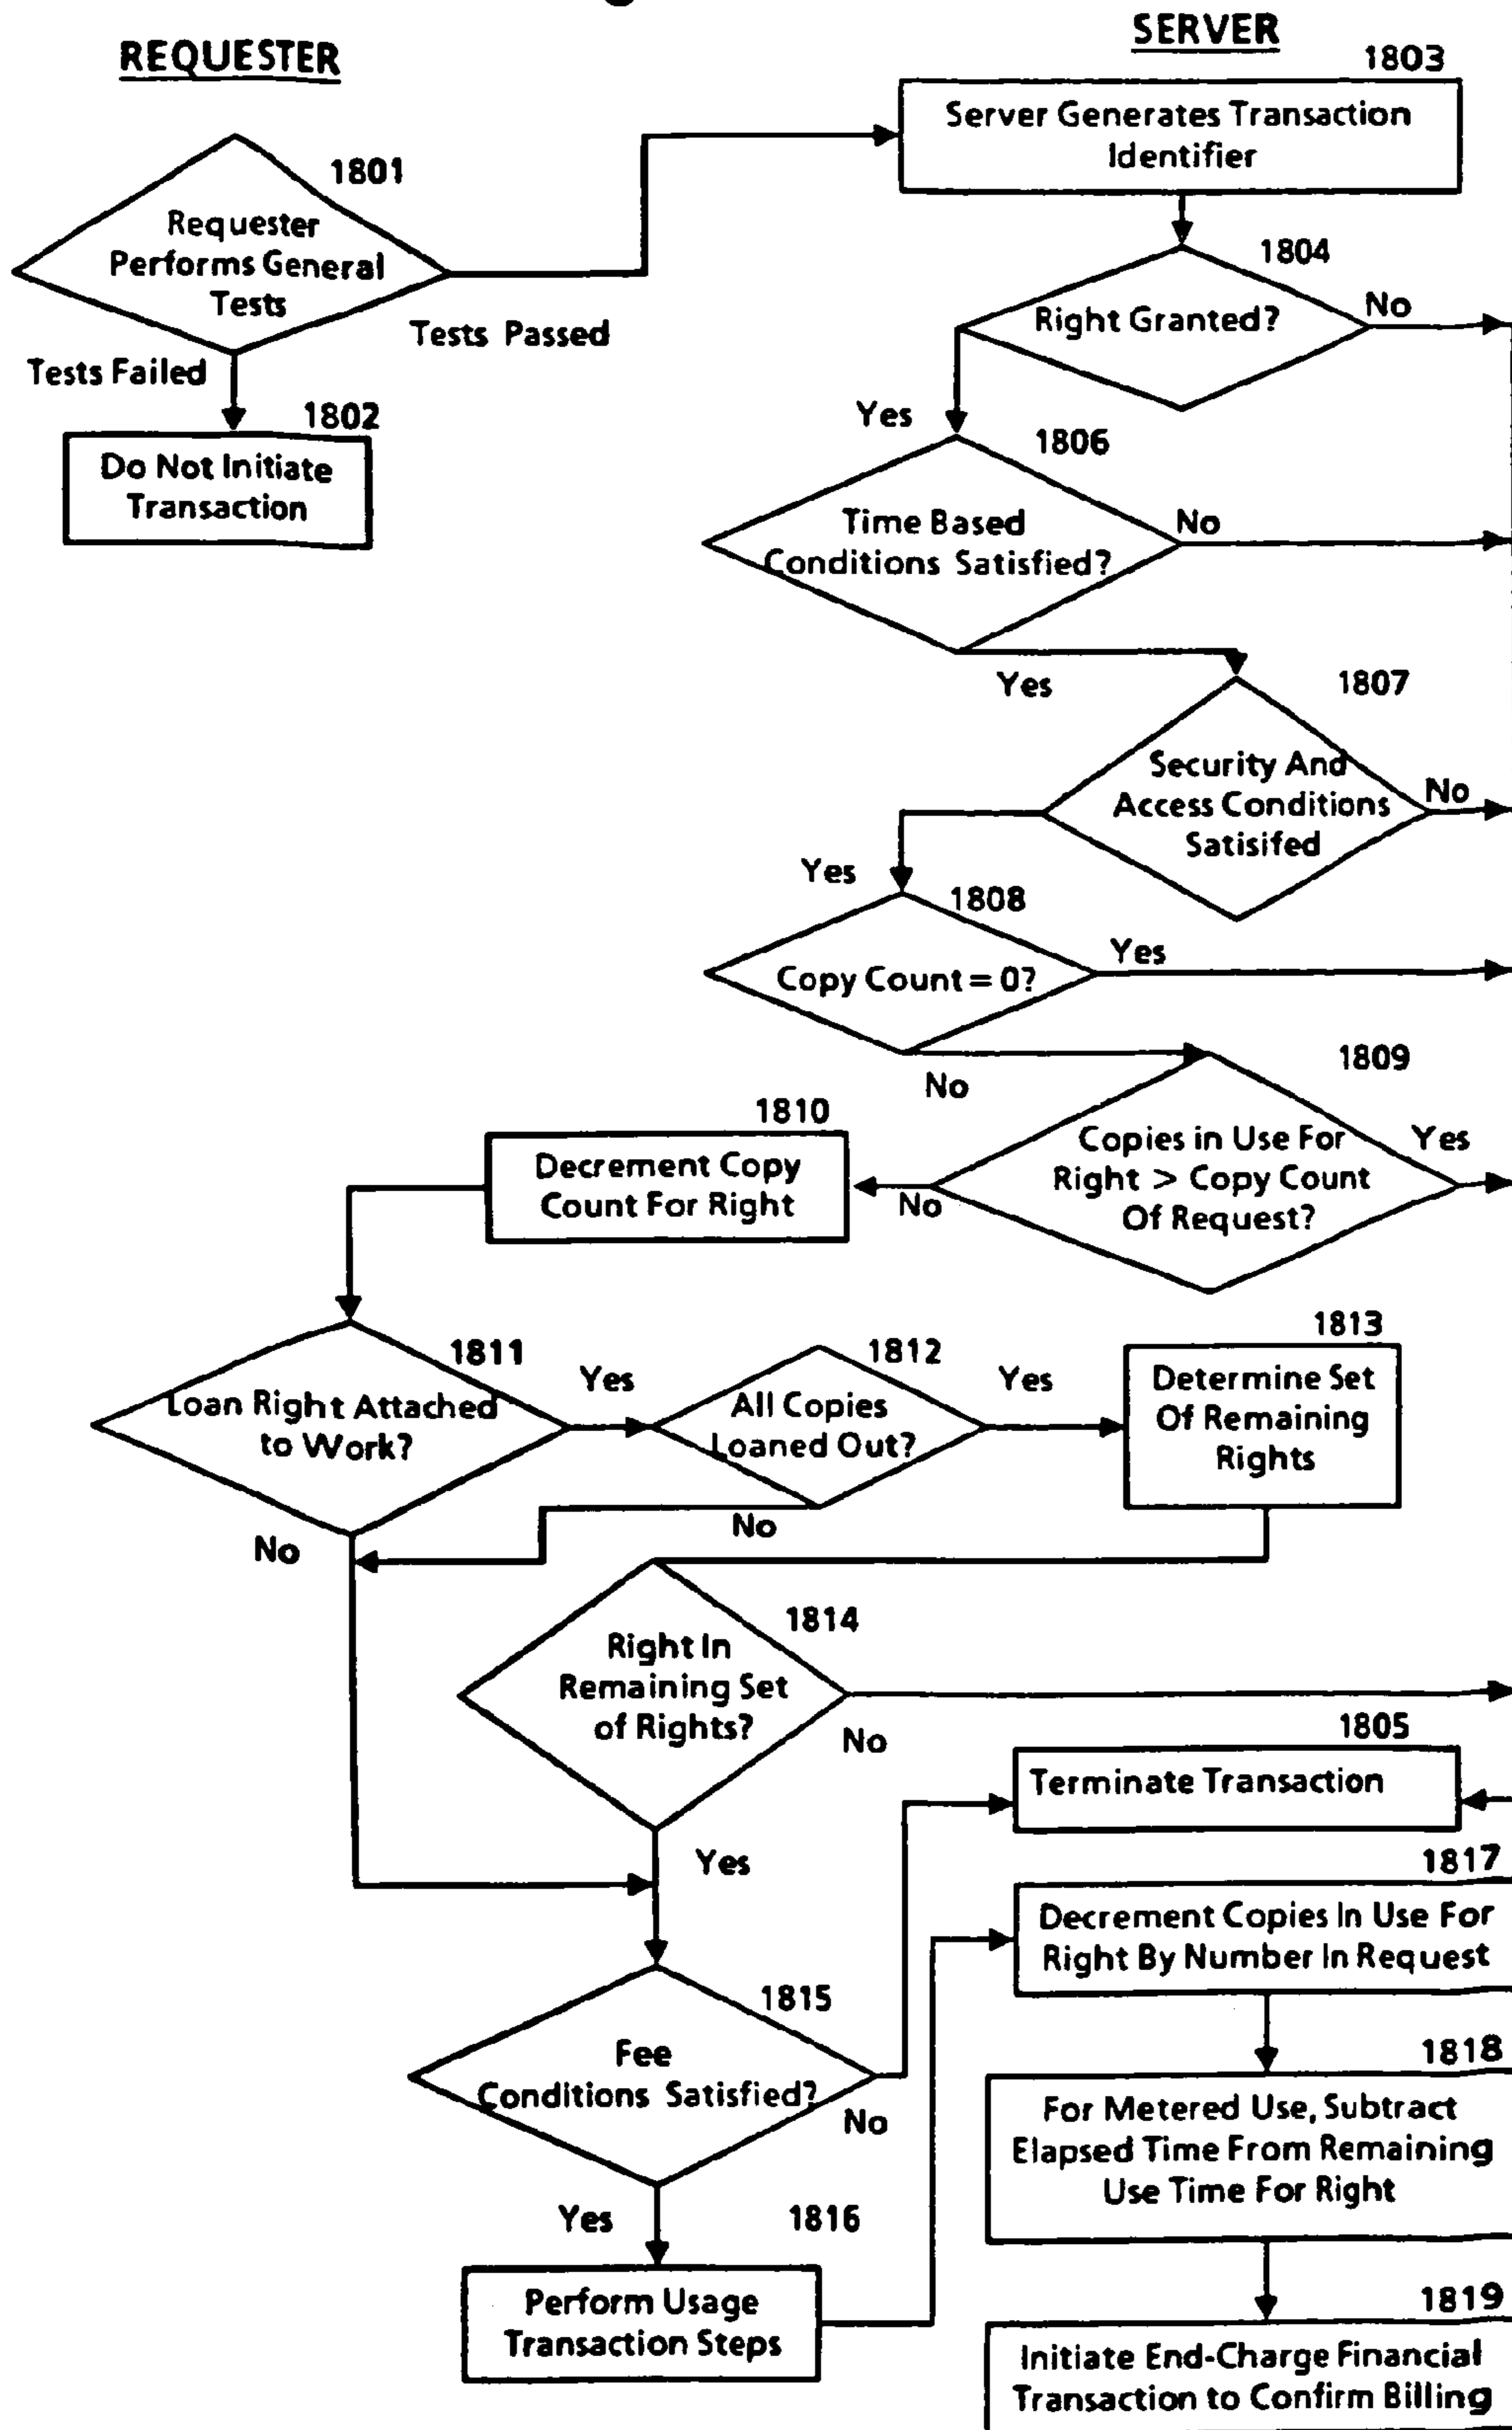 REQUESTER
SERVER
1803
Server Generates Transaction
Identifier
1801
Requester
Performs General
Tests
Tests Passed
Tests Failed
1802
Do Not Initiate
Transaction
1804
Right Granted?
No
Yes
1806
Time Based
Conditions Satisfied?
No
Yes
1807
Security And
Access Conditions
Satisifed
No
Yes
1808
Copy Count = 0?
Yes
No
1809
Copies in Use For
Right > Copy Count
Of Request?
Yes
No
1810
Decrement Copy
Count For Right
1811
Loan Right Attached
to Work?
Yes
No
1812
All Copies
Loaned Out?
Yes
No
1813
Determine Set
Of Remaining
Rights
1814
Right In
Remaining Set
of Rights?
No
Yes
1805
Terminate Transaction
1815
Fee
Conditions Satisfied?
No
Yes
1816
Perform Usage
Transaction Steps
1817
Decrement Copies In Use For
Right By Number In Request
1818
For Metered Use, Subtract
Elapsed Time From Remaining
Use Time For Right
1819
Initiate End-Charge Financial
Transaction to Confirm Billing